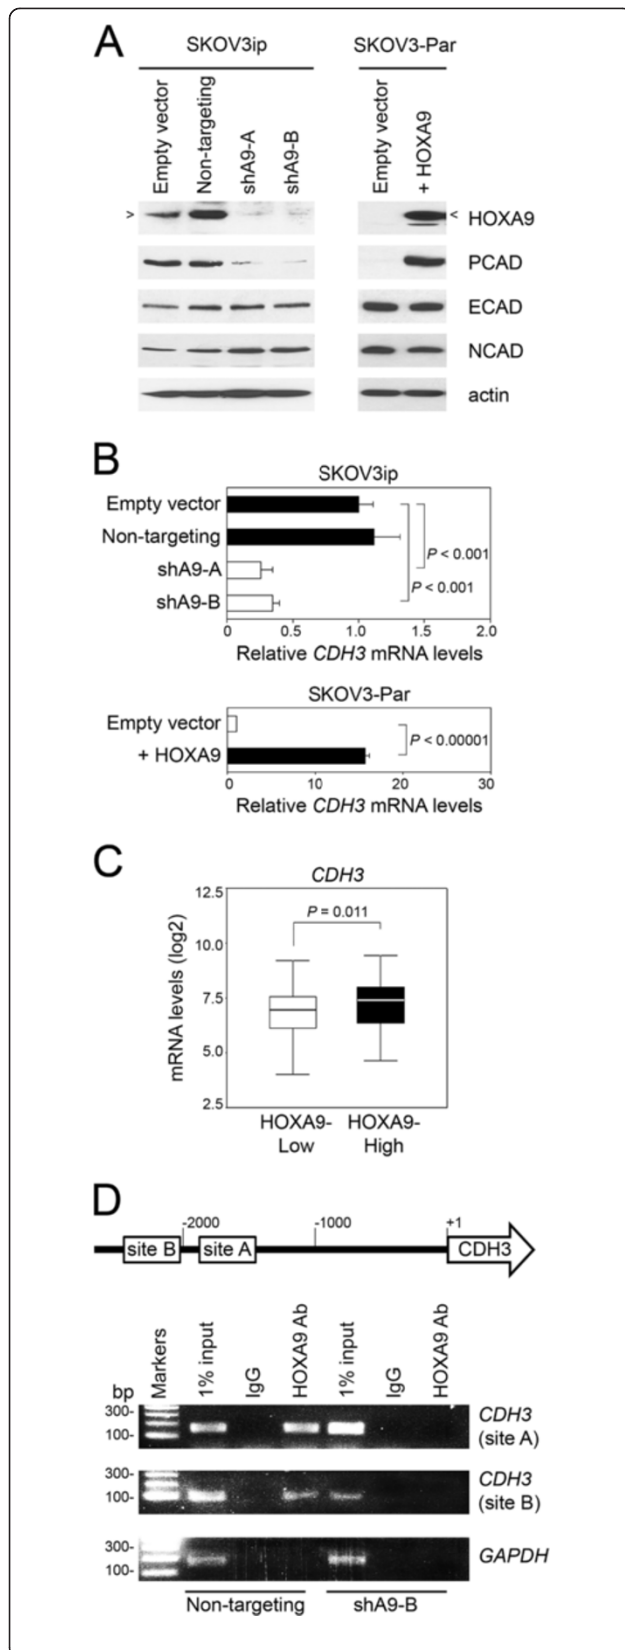 A
SKOV3ip
SKOV3-Par
Empty vector
Non-targeting
shA9-A
shA9-B
Empty vector
+ HOXA9
> < HOXA9
PCAD
ECAD
NCAD
actin
B
SKOV3ip
Empty vector
Non-targeting
shA9-A
shA9-B
P < 0.001
P < 0.001
0 0.5 1.0 1.5 2.0
Relative CDH3 mRNA levels
SKOV3-Par
Empty vector
+ HOXA9
P < 0.00001
0 10 20 30
Relative CDH3 mRNA levels
C
CDH3
mRNA levels (log2)
12.5
10.0
7.5
5.0
2.5
P = 0.011
HOXA9-
Low
HOXA9-
High
D
-2000 -1000 +1
site B site A CDH3
bp
Markers
1% input
IgG
HOXA9 Ab
1% input
IgG
HOXA9 Ab
300-
100-
CDH3
(site A)
300-
100-
CDH3
(site B)
300-
100-
GAPDH
Non-targeting shA9-B